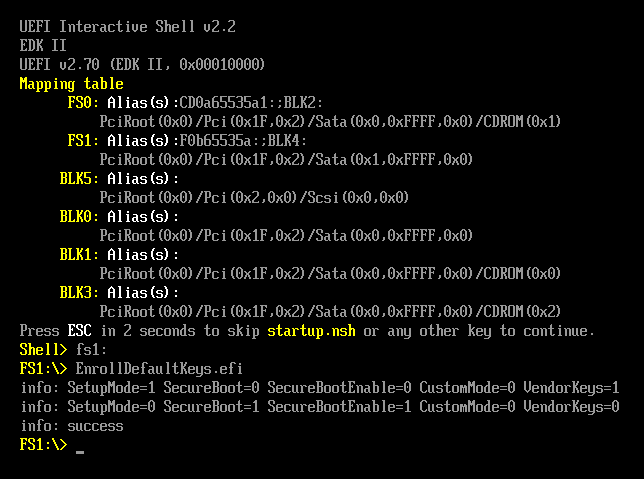 UEFI Interactive Shell v2.2
EDK II
UEFI v2.70 (EDK II, 0x00010000)
Mapping table
FS0: Alias(s):CD0a65535a1:;BLK2:
PciRoot(0x0)/Pci(0x1F,0x2)/Sata(0x0,0xFFFF,0x0)/CDROM(0x1)
FS1: Alias(s):F0b65535a:;BLK4:
PciRoot(0x0)/Pci(0x1F,0x2)/Sata(0x1,0xFFFF,0x0)
BLK5: Alias(s):
PciRoot(0x0)/Pci(0x2,0x0)/Scsi(0x0,0x0)
BLK0: Alias(s):
PciRoot(0x0)/Pci(0x1F,0x2)/Sata(0x0,0xFFFF,0x0)
BLK1: Alias(s):
PciRoot(0x0)/Pci(0x1F,0x2)/Sata(0x0,0xFFFF,0x0)/CDROM(0x0)
BLK3: Alias(s):
PciRoot(0x0)/Pci(0x1F,0x2)/Sata(0x0,0xFFFF,0x0)/CDROM(0x2)
Press ESC in 2 seconds to skip startup.nsh or any other key to continue.
Shell> fs1:
FS1:\> EnrollDefaultKeys.efi
info: SetupMode=1 SecureBoot=0 SecureBootEnable=0 CustomMode=0 VendorKeys=1
info: SetupMode=0 SecureBoot=1 SecureBootEnable=1 CustomMode=0 VendorKeys=0
info: success
FS1:\> _